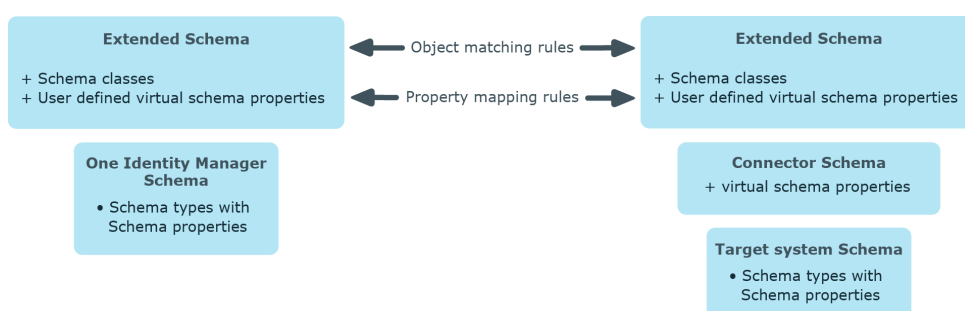 Extended Schema
+ Schema classes
+ User defined virtual schema properties
Object matching rules
Property mapping rules
Extended Schema
+ Schema classes
+ User defined virtual schema properties
One Identity Manager
Schema
• Schema types with
Schema properties
Connector Schema
+ virtual schema properties
Target system Schema
• Schema types with
Schema properties